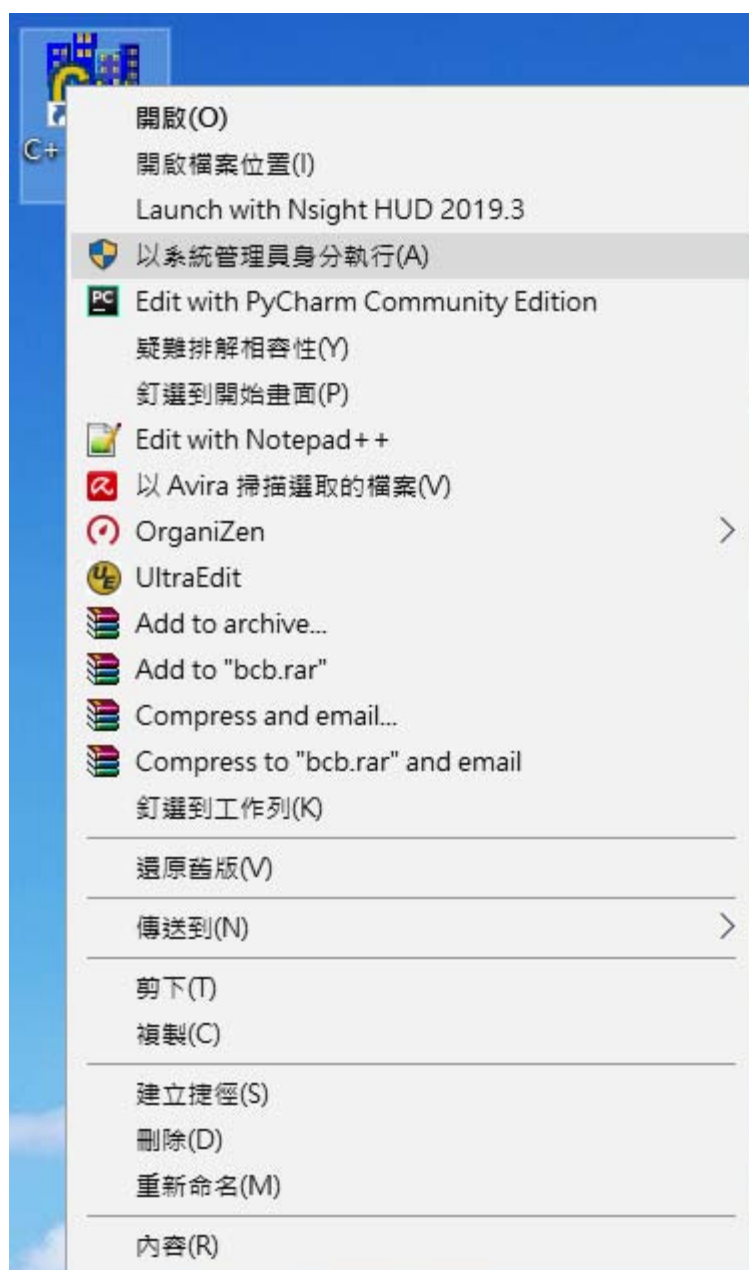 C+
開啟(O)
開啟檔案位置(I)
Launch with Nsight HUD 2019.3
以系統管理員身分執行(A)
PC Edit with PyCharm Community Edition
疑難排解相容性(Y)
釘選到開始畫面(P)
Edit with Notepad++
以 Avira 掃描選取的檔案(V)
OrganiZen
UE UltraEdit
Add to archive...
Add to "bcb.rar"
Compress and email...
Compress to "bcb.rar" and email
釘選到工作列(K)
還原舊版(V)
傳送到(N)
剪下(T)
複製(C)
建立捷徑(S)
刪除(D)
重新命名(M)
內容(R)